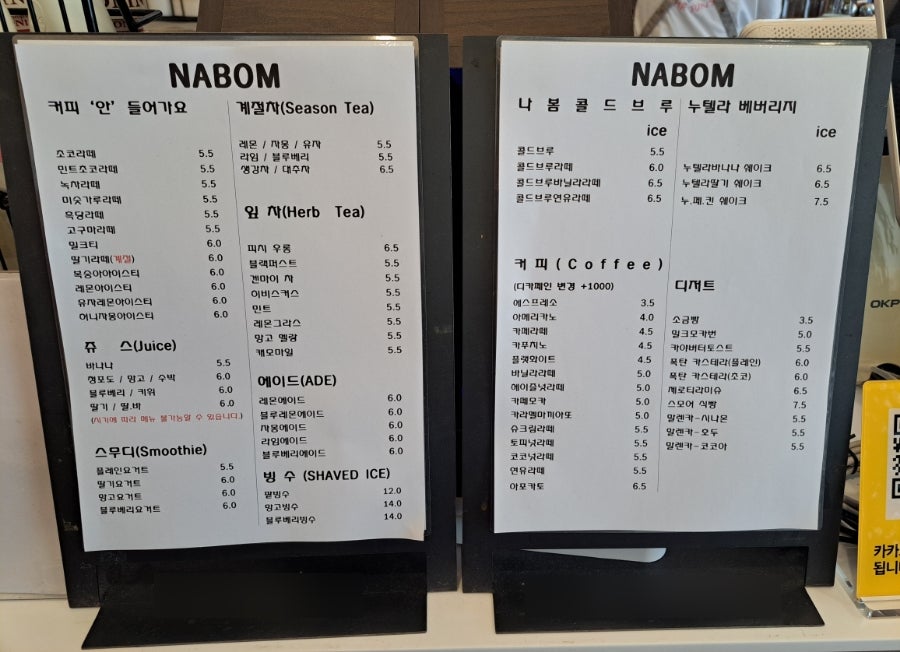 NABOM
커피 '안' 들어가요
초코라떼 5.5
민트초코라떼 5.5
녹차라떼 5.5
미숫가루라떼 5.5
흑당라떼 5.5
고구마라떼 5.5
밀크티 6.0
딸기라떼(계절) 6.0
복숭아아이스티 6.0
레몬아이스티 6.0
유자레몬아이스티 6.0
허니자몽아이스티 6.0
쥬 스(Juice)
바나나 5.5
청포도 / 망고 / 수박 6.0
블루베리 / 키위 6.0
딸기 / 딸.바 6.0
(시기에 따라 메뉴 불가능할 수 있습니다.)
스무디(Smoothie)
플레인요거트 5.5
딸기요거트 6.0
망고요거트 6.0
블루베리요거트 6.0
계절차(Season Tea)
레몬 / 자몽 / 유자 5.5
라임 / 블루베리 5.5
생강차 / 대추차 6.5
잎 차(Herb Tea)
피치 우롱 6.5
블랙퍼스트 5.5
겐마이 차 5.5
히비스커스 5.5
민트 5.5
레몬그라스 5.5
망고 멜랑 5.5
캐모마일 5.5
에이드(ADE)
레몬에이드 6.0
블루레몬에이드 6.0
자몽에이드 6.0
라임에이드 6.0
블루베리에이드 6.0
빙 수 (SHAVED ICE)
팥빙수 12.0
망고빙수 14.0
블루베리빙수 14.0
NABOM
나 봄 콜 드 브 루
ice
콜드브루 5.5
콜드브루라떼 6.0
콜드브루바닐라라떼 6.5
콜드브루연유라떼 6.5
누텔라 베버리지
ice
누텔라바나나 쉐이크 6.5
누텔라딸기 쉐이크 6.5
누.페.퀸 쉐이크 7.5
커 피 ( C o f f e e )
(디카페인 변경 +1000)
에스프레소 3.5
아메리카노 4.0
카페라떼 4.5
카푸치노 4.5
플랫화이트 4.5
바닐라라떼 5.0
헤이즐넛라떼 5.0
카페모카 5.0
카라멜마끼아또 5.0
슈크림라떼 5.5
토피넛라떼 5.5
코코넛라떼 5.5
연유라떼 5.5
아포카토 6.5
디저트
소금빵 3.5
밀크모카번 5.0
카야버터토스트 5.5
폭탄 카스테라(플레인) 6.0
폭탄 카스테라(초코) 6.0
제로티라미슈 6.5
스모어 식빵 7.5
말렌카-시나몬 5.5
말렌카-호두 5.5
말렌카-코코아 5.5
OKP
카카
됩니